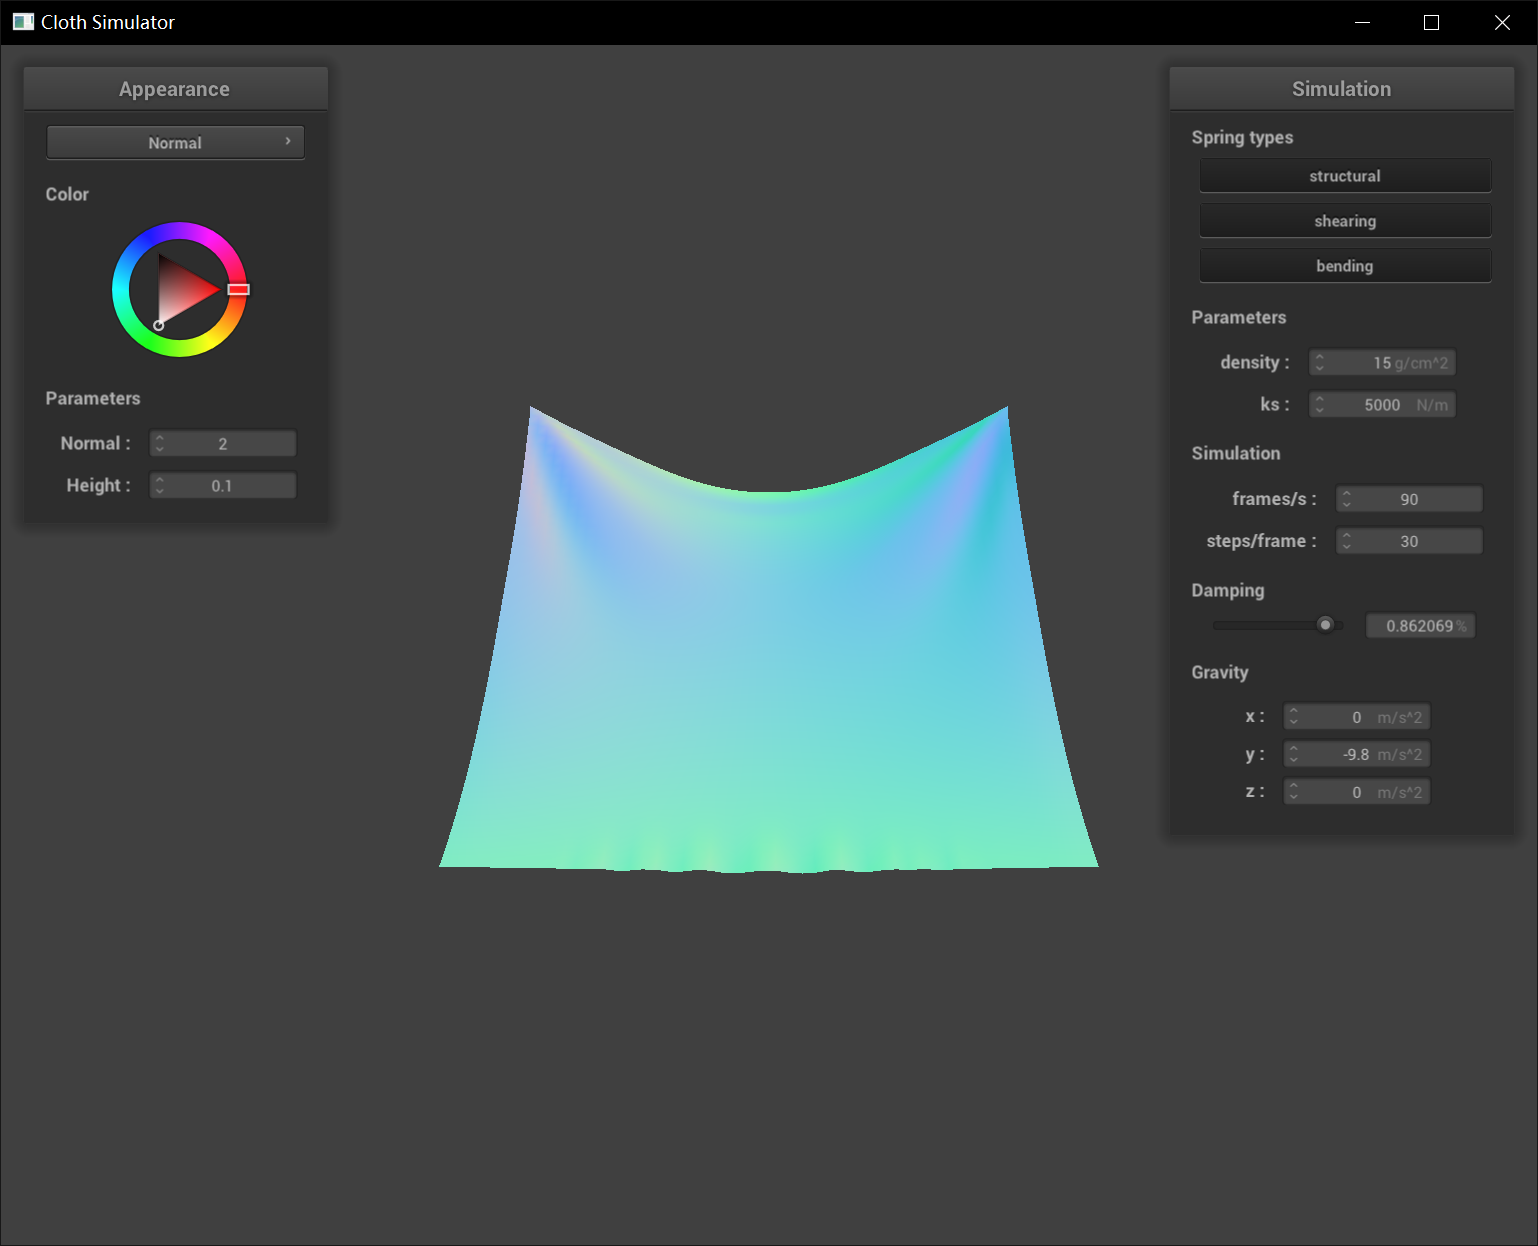 Cloth Simulator
Appearance
Normal
Color
Parameters
Normal : 2
Height : 0.1
Simulation
Spring types
structural
shearing
bending
Parameters
density : 15 g/cm^2
ks : 5000 N/m
Simulation
frames/s : 90
steps/frame : 30
Damping
0.862069 %
Gravity
x : 0 m/s^2
y : -9.8 m/s^2
z : 0 m/s^2